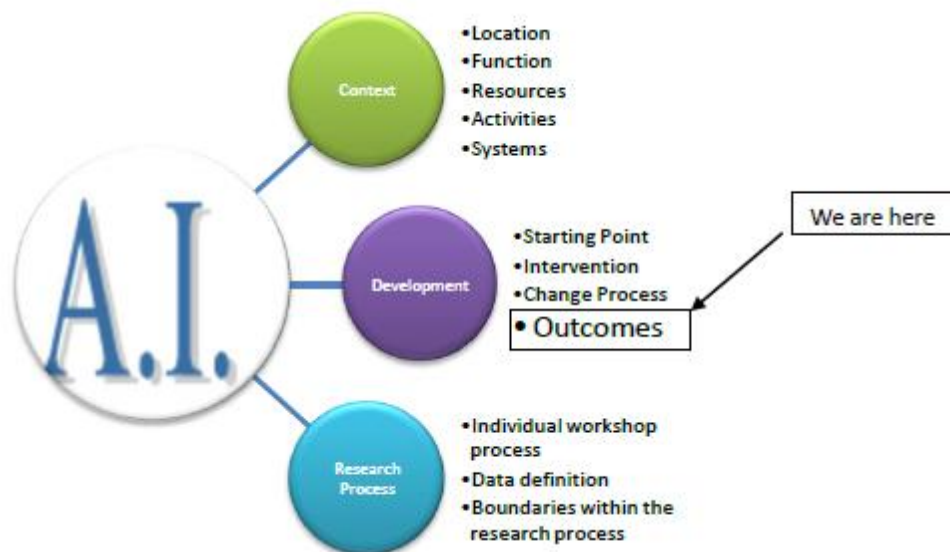 •Location
•Function
Context
•Resources
•Activities
•Systems
A.I.
We are here
•Starting Point
•Intervention
Development
•Change Process
• Outcomes
•Individual workshop
process
Research
Process
•Data definition
•Boundaries within the
research process